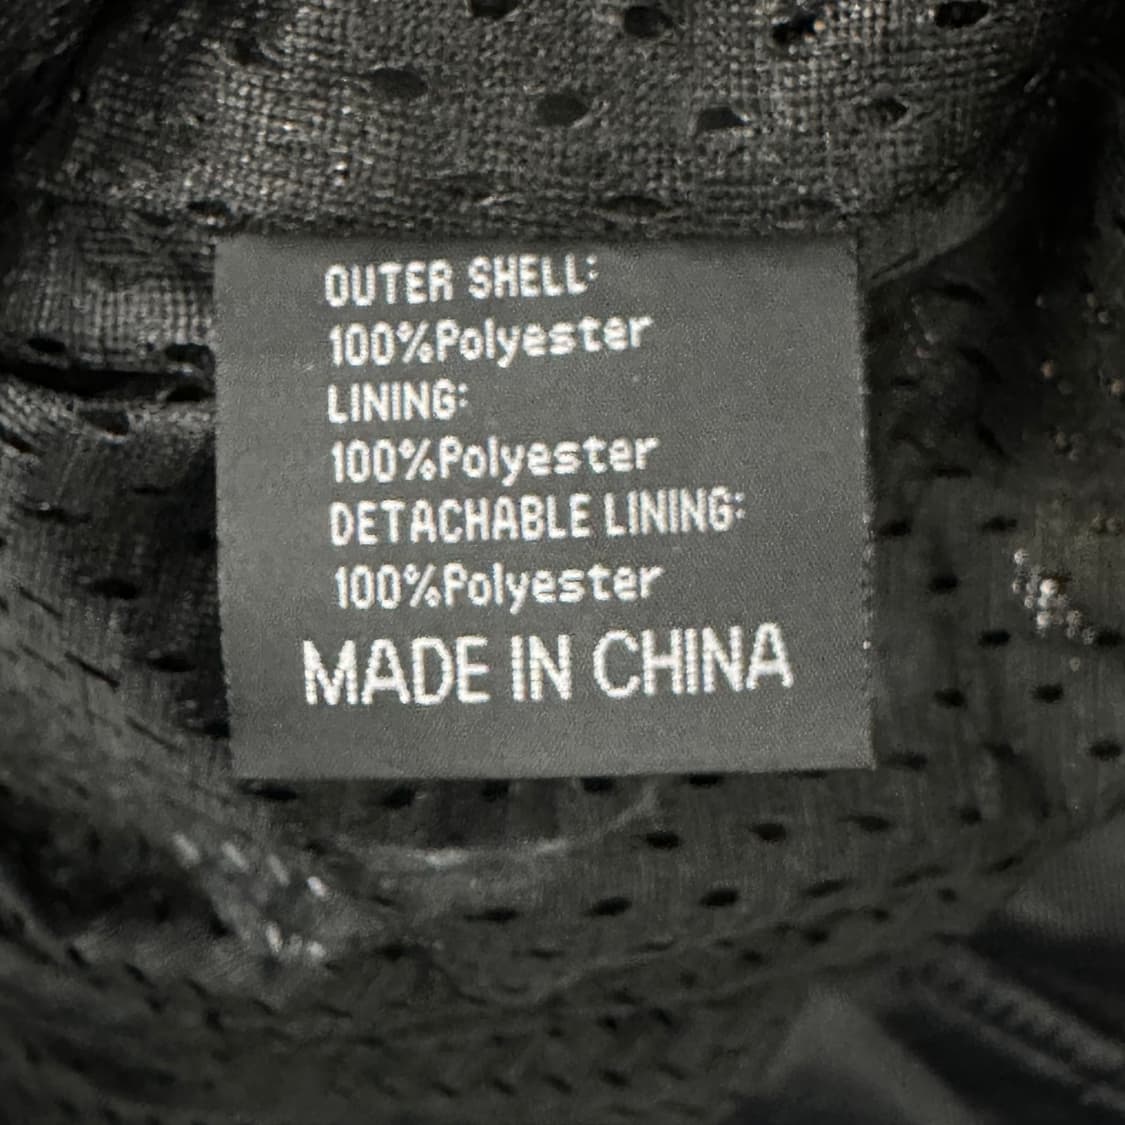 OUTER SHELL:
100%Polyester
LINING:
100%Polyester
DETACHABLE LINING:
100%Polyester
MADE IN CHINA